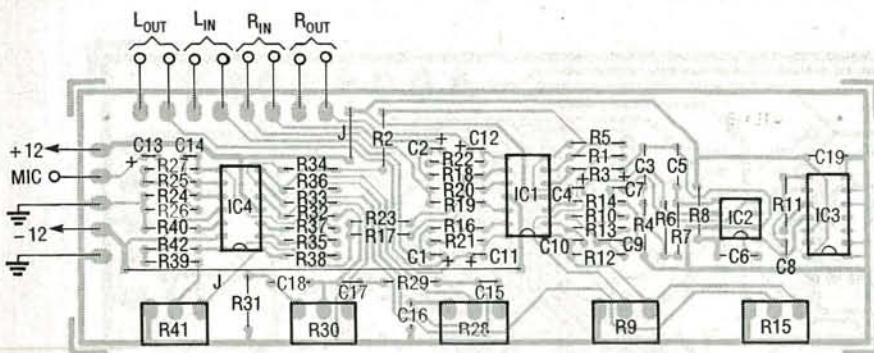 LOUT LIN RIN ROUT
+12
MIC
-12
C13 C14
+
R27
R25
R24
R26
R40
R42
R39
IC4
R34
R36
R33
R32
R37
R35
R38
J
R2
R23
R17
C2 + + C12
R22
R18
R20
R19
R16
R21
C1 + + C11
IC1
R5
R1
R3
C4 C7
R14
R10
R13
C10 C9
R12
C3 C5
R4 R6 R7 R8
IC2
C6
R11
C8
C19
IC3
J
R31
C18
C17
R29
C16
C15
R41
R30
R28
R9
R15